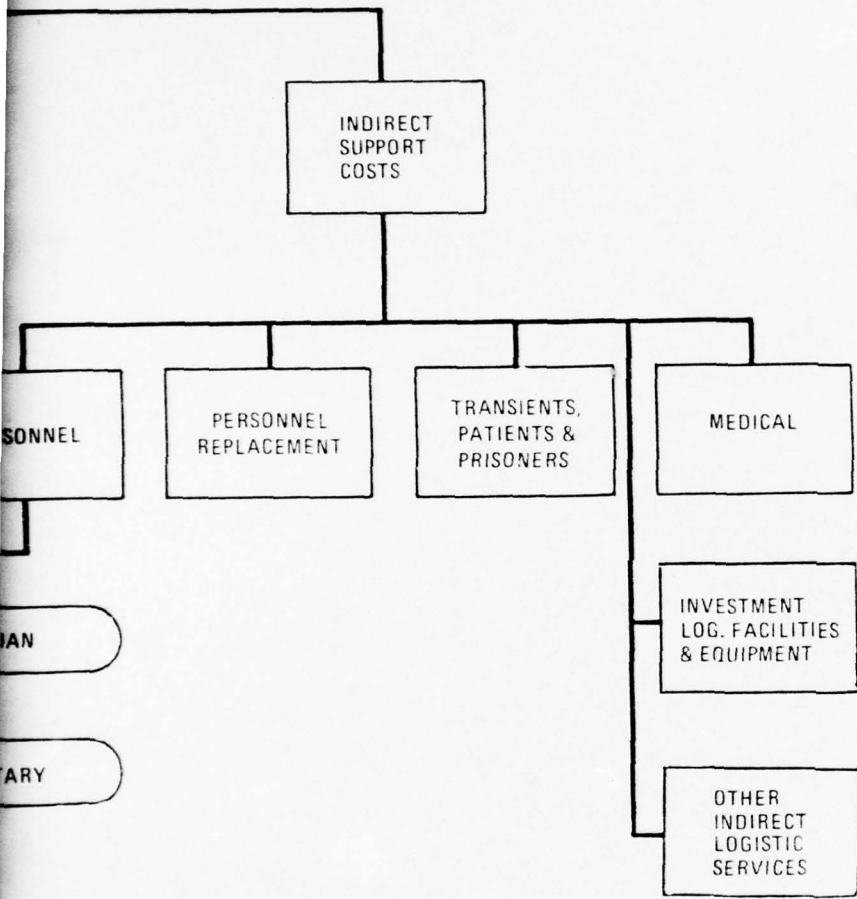 INDIRECT
SUPPORT
COSTS
SONNEL
PERSONNEL
REPLACEMENT
TRANSIENTS,
PATIENTS &
PRISONERS
MEDICAL
IAN
INVESTMENT
LOG. FACILITIES
& EQUIPMENT
TARY
OTHER
INDIRECT
LOGISTIC
SERVICES